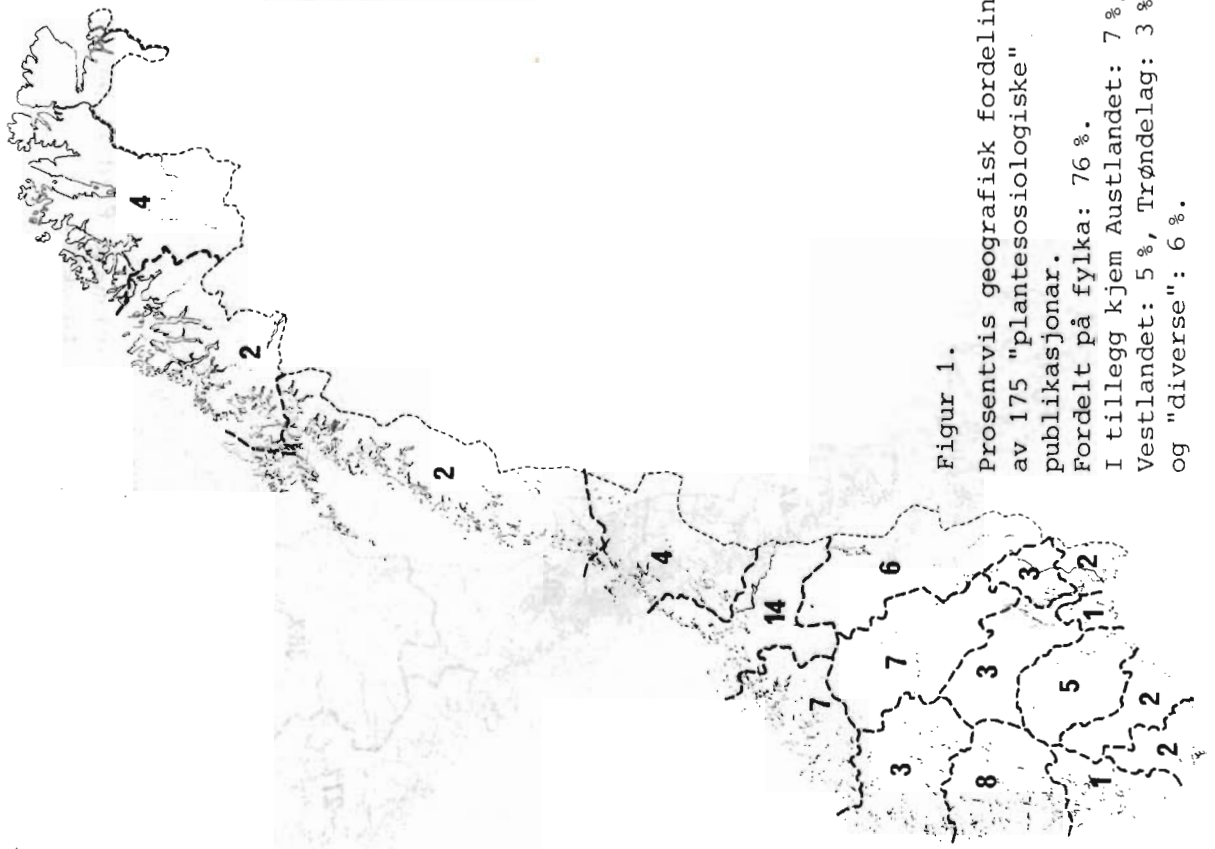 4
2
2
4
14
6
7
7
3
3
8
3
2
1
5
2
2
1
Figur 1.
Prosentvis geografisk fordelin
av 175 "plantesosiologiske"
publikasjonar.
Fordelt på fylka: 76 %.
I tillegg kjem Austlandet: 7 %,
Vestlandet: 5 %, Trøndelag: 3 %
og "diverse": 6 %.